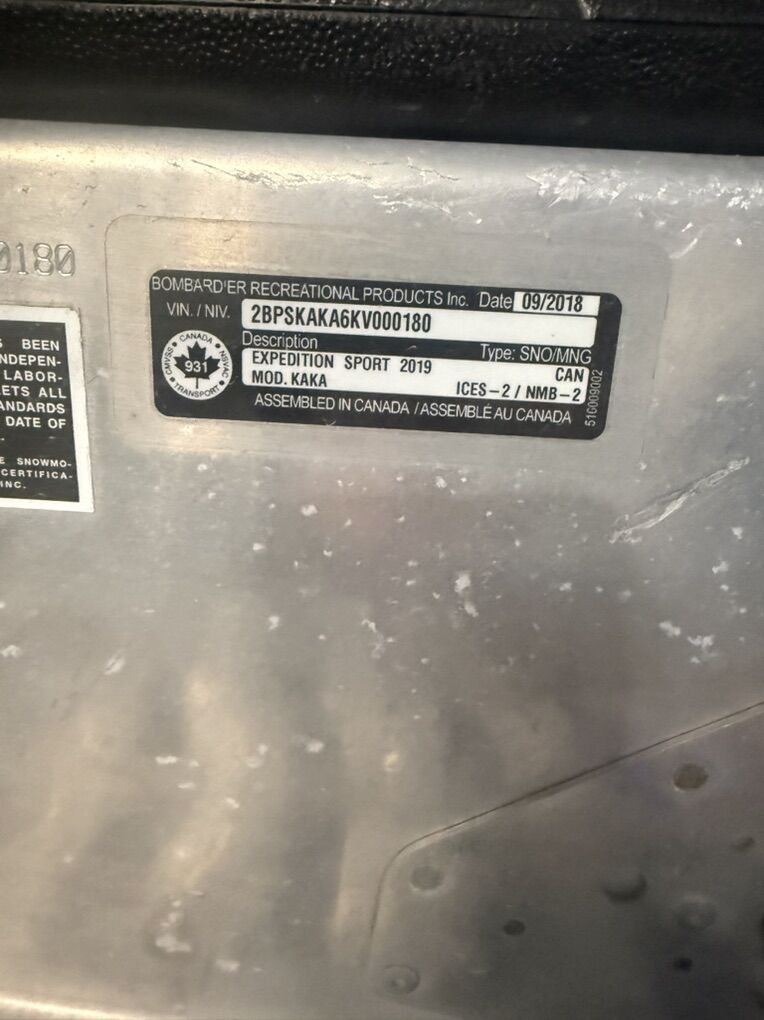 0180
S BEEN
NDEPEN-
LABOR-
ETS ALL
ANDARDS
DATE OF
E SNOWMO-
CERTIFICA-
INC.
BOMBARDIER RECREATIONAL PRODUCTS Inc. Date 09/2018
VIN. / NIV. 2BPSKAKA6KV000180
Description Type: SNO/MNG
EXPEDITION SPORT 2019 CAN
MOD. KAKA ICES-2 / NMB-2
ASSEMBLED IN CANADA / ASSEMBLÉ AU CANADA
516009002
CANADA
CMVSS 931 NSVAC
TRANSPORT